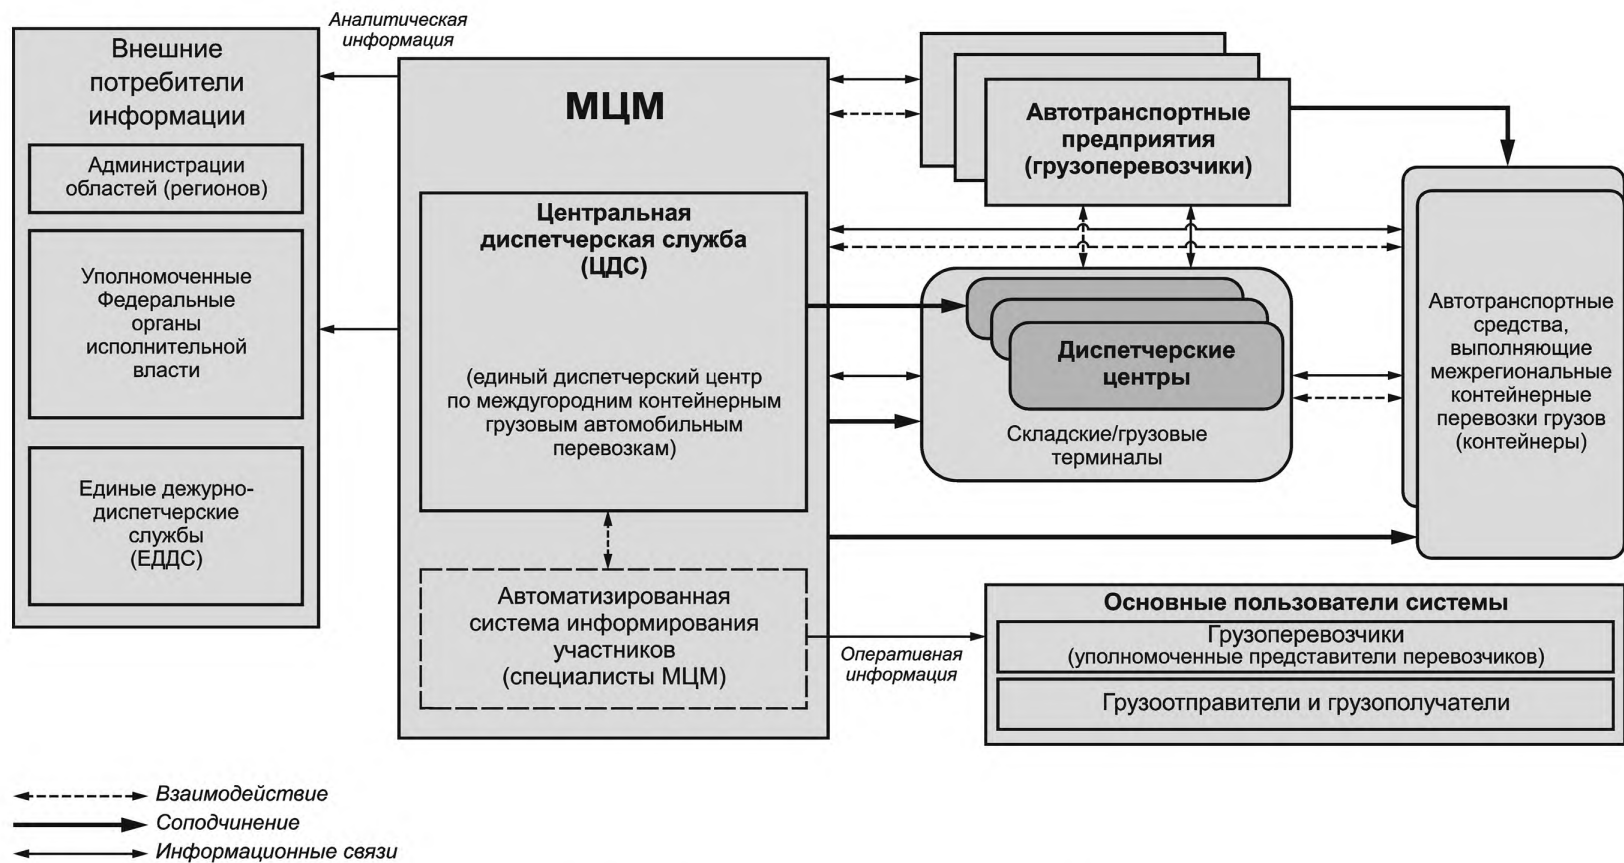 Внешние
потребители
информации
Администрации
областей (регионов)
Уполномоченные
Федеральные
органы
исполнительной
власти
Единые дежурно-
диспетчерские
службы
(ЕДДС)
Аналитическая
информация
МЦМ
Центральная
диспетчерская служба
(ЦДС)
(единый диспетчерский центр
по междугородним контейнерным
грузовым автомобильным
перевозкам)
Автоматизированная
система информирования
участников
(специалисты МЦМ)
Автотранспортные
предприятия
(грузоперевозчики)
Диспетчерские
центры
Складские/грузовые
терминалы
Автотранспортные
средства,
выполняющие
межрегиональные
контейнерные
перевозки грузов
(контейнеры)
Оперативная
информация
Основные пользователи системы
Грузоперевозчики
(уполномоченные представители перевозчиков)
Грузоотправители и грузополучатели
Взаимодействие
Соподчинение
Информационные связи